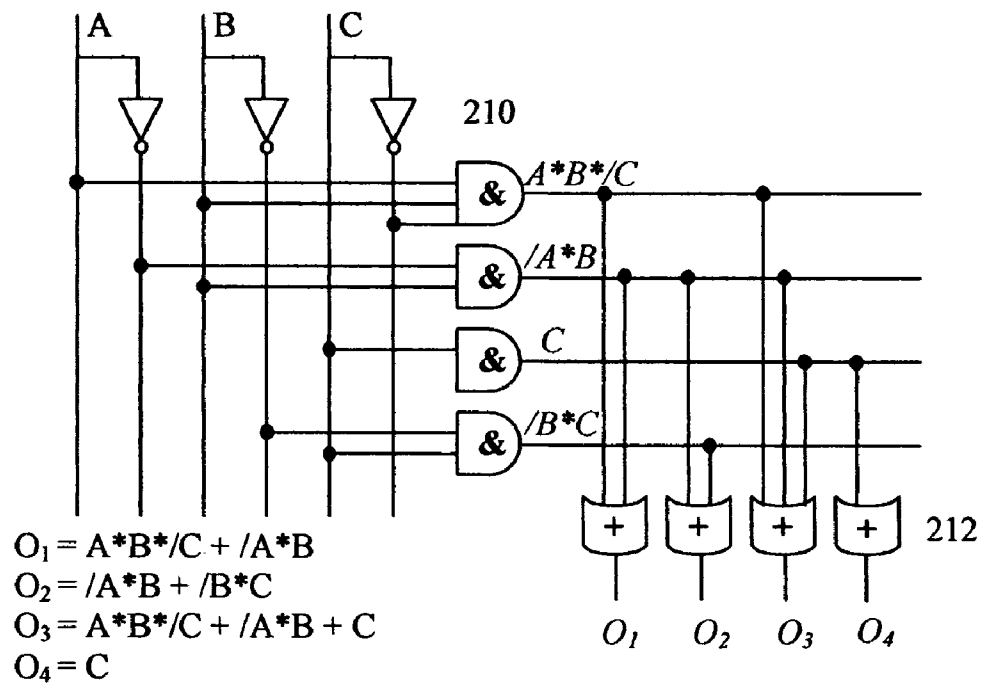 A B C
210
& A*B*/C
& /A*B
& C
& /B*C
+ + + + 212
O₁ = A*B*/C + /A*B
O₂ = /A*B + /B*C
O₃ = A*B*/C + /A*B + C
O₄ = C
O₁ O₂ O₃ O₄